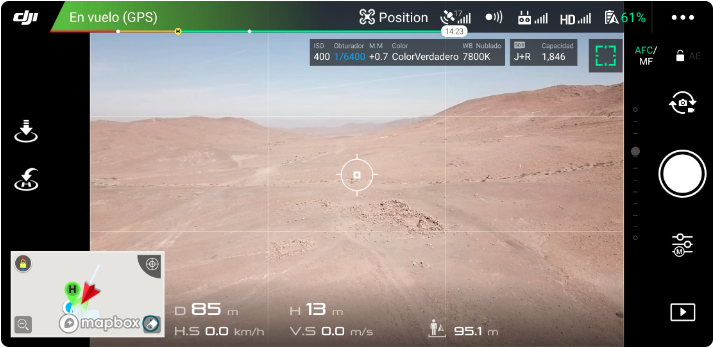 dji En vuelo (GPS) Position 17 HD 61%
H 14:23
ISO Obturador M.M Color WB Nublado Capacidad
400 1/6400 +0.7 ColorVerdadero 7800K J+R 1,846
AFC/ AE
MF
H
M
H
D 85 m H 13 m
mapbox H.S 0.0 km/h V.S 0.0 m/s 95.1 m